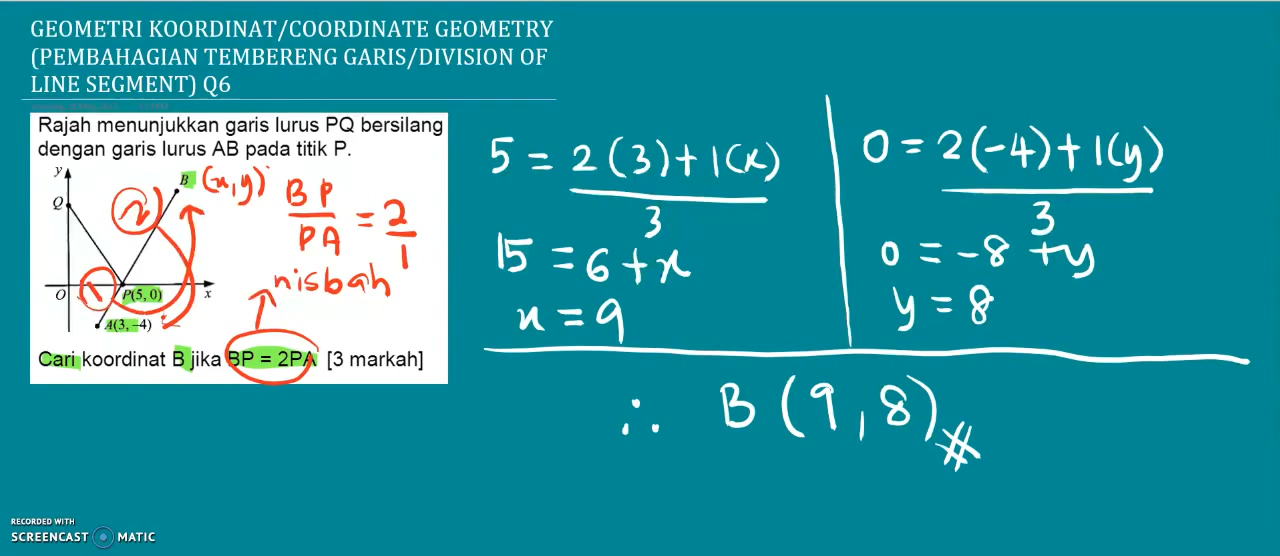 GEOMETRI KOORDINAT/COORDINATE GEOMETRY
(PEMBAHAGIAN TEMBERENG GARIS/DIVISION OF
LINE SEGMENT) Q6
Rajah menunjukkan garis lurus PQ bersilang
dengan garis lurus AB pada titik P.
y
B (x,y)
Q
2
BP/PA = 2/1
nisbah
O
1
P(5, 0)
x
A(3, −4)
Cari koordinat B jika BP = 2PA [3 markah]
5 = 2(3)+1(x)
3
15 = 6+x
x = 9
0 = 2(-4)+1(y)
3
0 = -8 +y
y = 8
∴ B (9,8)#
RECORDED WITH
SCREENCAST MATIC